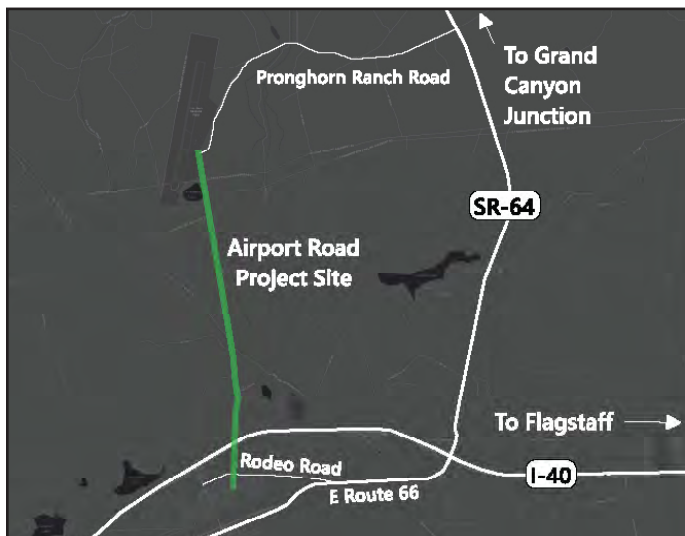 To Grand
Canyon
Junction
Pronghorn Ranch Road
SR-64
Airport Road
Project Site
To Flagstaff
Rodeo Road
I-40
E Route 66